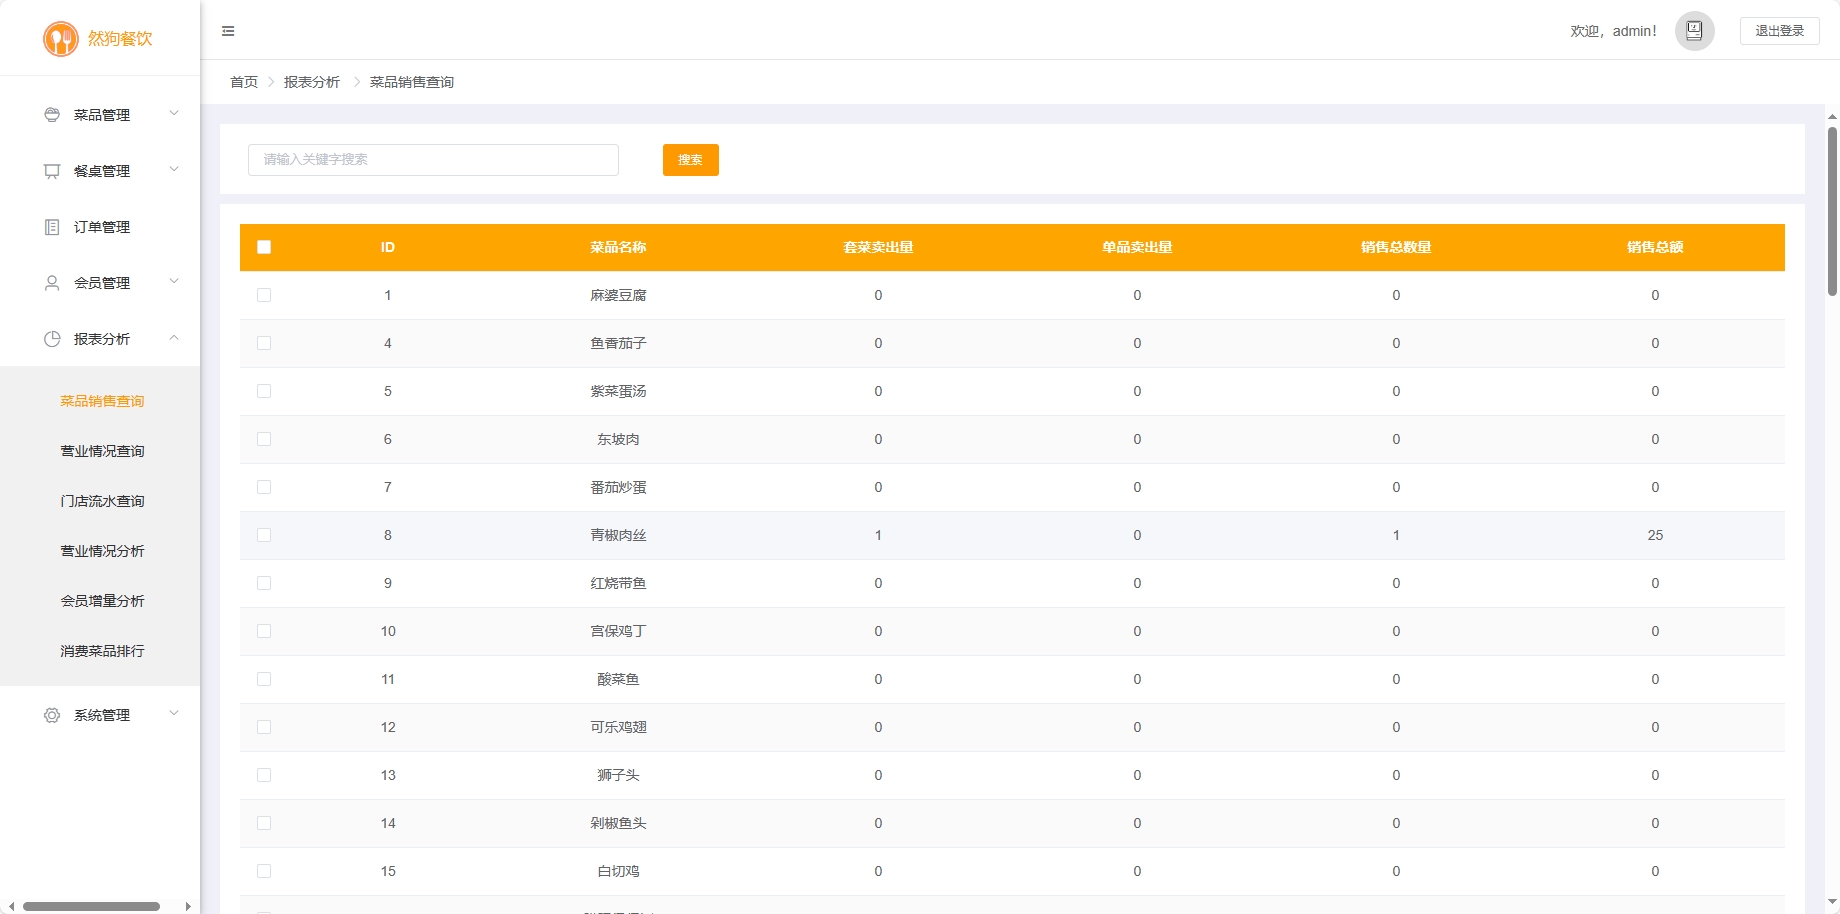 然狗餐饮
欢迎，admin!
退出登录
首页 > 报表分析 > 菜品销售查询
菜品管理
餐桌管理
订单管理
会员管理
报表分析
菜品销售查询
营业情况查询
门店流水查询
营业情况分析
会员增量分析
消费菜品排行
系统管理
请输入关键字搜索 搜索
ID 菜品名称 套菜卖出量 单品卖出量 销售总数量 销售总额
1 麻婆豆腐 0 0 0 0
4 鱼香茄子 0 0 0 0
5 紫菜蛋汤 0 0 0 0
6 东坡肉 0 0 0 0
7 番茄炒蛋 0 0 0 0
8 青椒肉丝 1 0 1 25
9 红烧带鱼 0 0 0 0
10 宫保鸡丁 0 0 0 0
11 酸菜鱼 0 0 0 0
12 可乐鸡翅 0 0 0 0
13 狮子头 0 0 0 0
14 剁椒鱼头 0 0 0 0
15 白切鸡 0 0 0 0